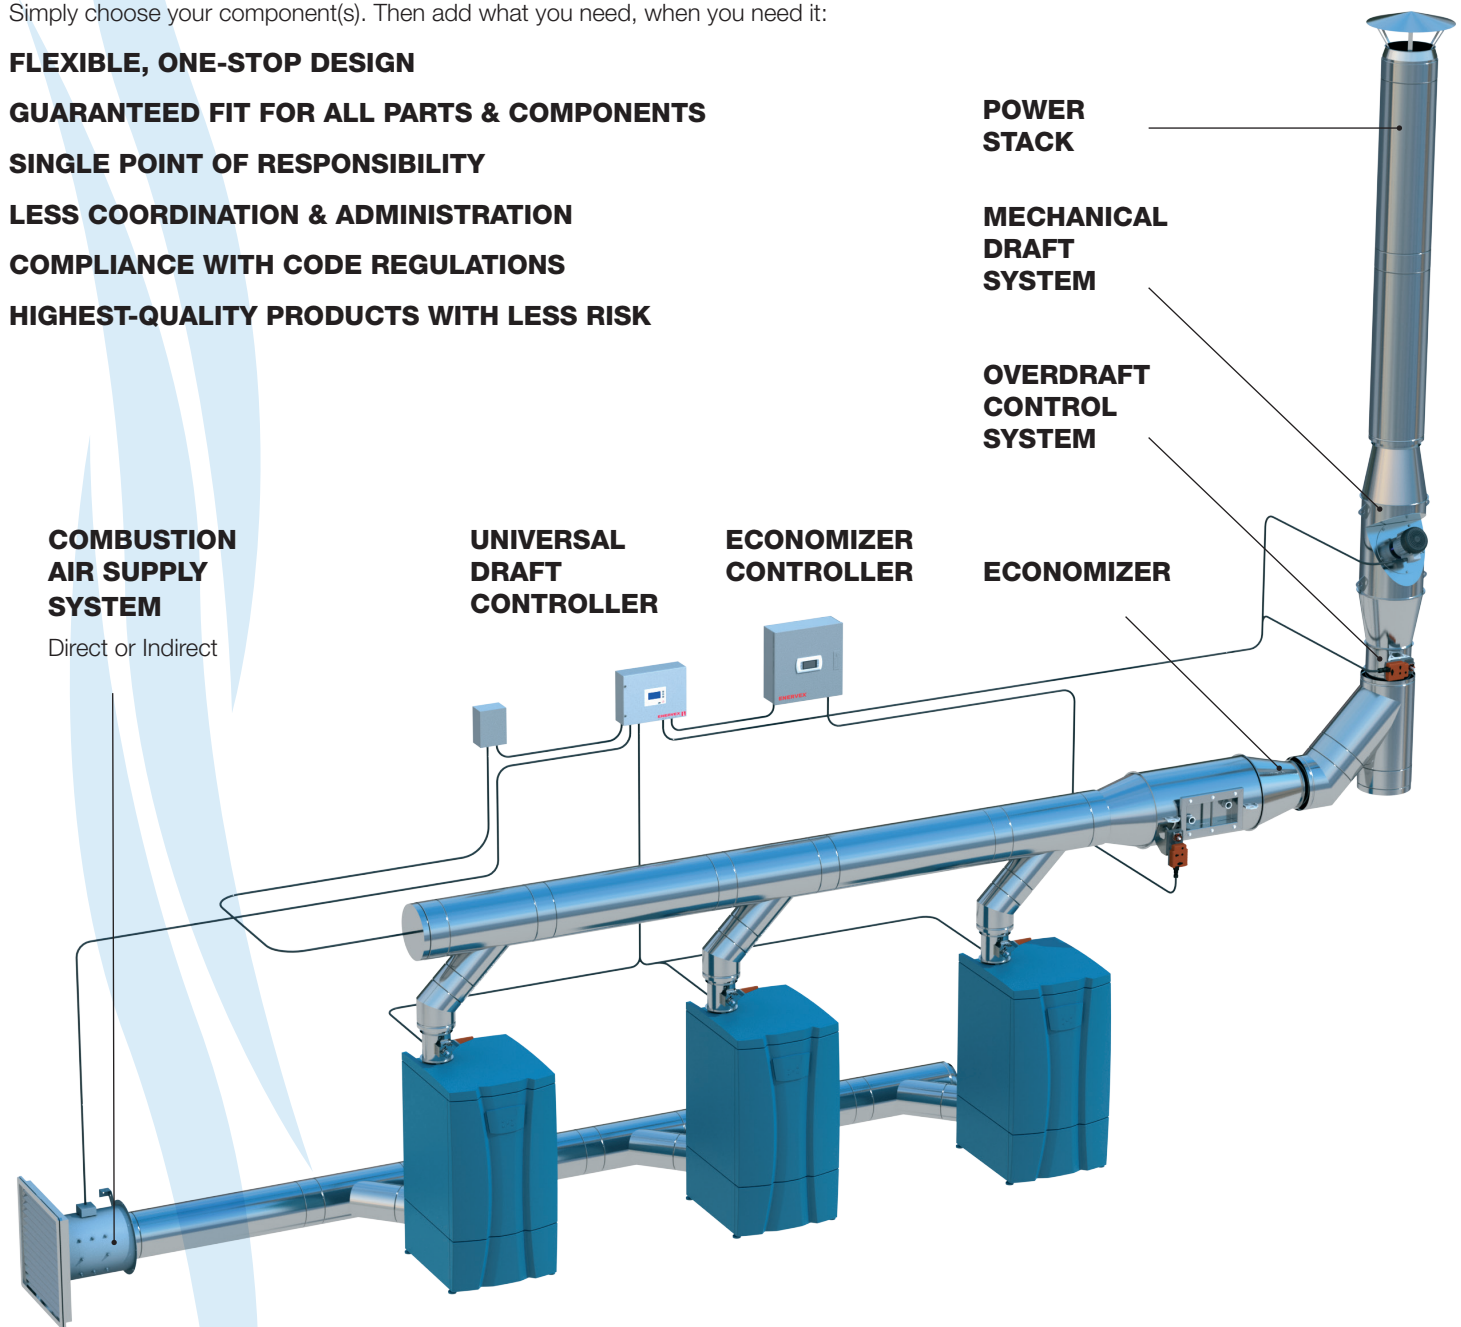 Simply choose your component(s). Then add what you need, when you need it:
FLEXIBLE, ONE-STOP DESIGN
GUARANTEED FIT FOR ALL PARTS & COMPONENTS
SINGLE POINT OF RESPONSIBILITY
LESS COORDINATION & ADMINISTRATION
COMPLIANCE WITH CODE REGULATIONS
HIGHEST-QUALITY PRODUCTS WITH LESS RISK
POWER
STACK
MECHANICAL
DRAFT
SYSTEM
OVERDRAFT
CONTROL
SYSTEM
COMBUSTION
AIR SUPPLY
SYSTEM
Direct or Indirect
UNIVERSAL
DRAFT
CONTROLLER
ECONOMIZER
CONTROLLER
ECONOMIZER
ENERVEX
ENERVEX